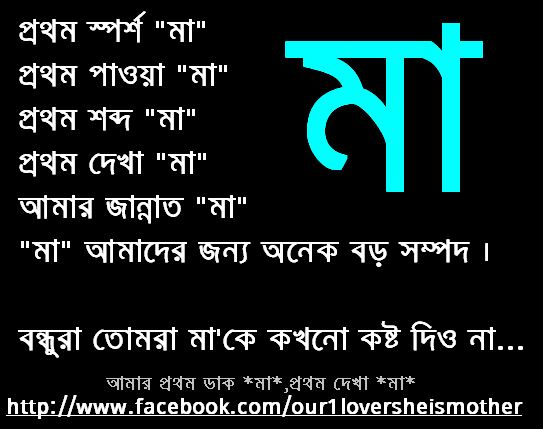 প্রথম স্পর্শ "মা"
প্রথম পাওয়া "মা"
প্রথম শব্দ "মা"
প্রথম দেখা "মা"
আমার জান্নাত "মা"
"মা" আমাদের জন্য অনেক বড় সম্পদ ।
মা
বন্ধুরা তোমরা মা'কে কখনো কষ্ট দিও না...
আমার প্রথম ডাক *মা*,প্রথম দেখা *মা*
http://www.facebook.com/our1loversheismother